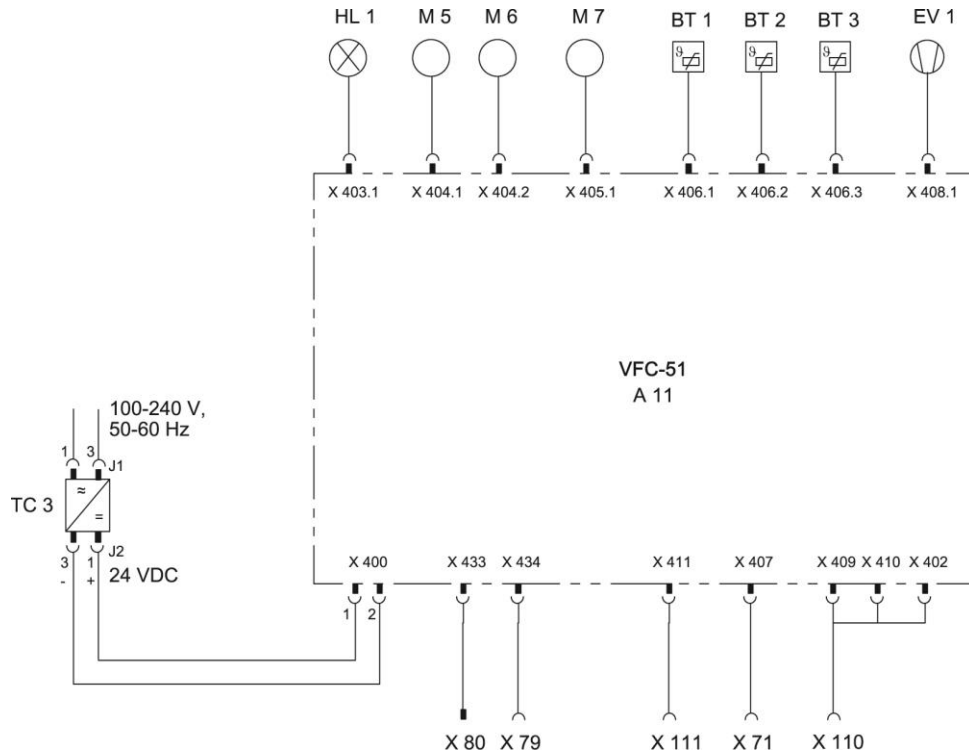 HL 1 M 5 M 6 M 7 BT 1 BT 2 BT 3 EV 1
ϑ ϑ ϑ
X 403.1 X 404.1 X 404.2 X 405.1 X 406.1 X 406.2 X 406.3 X 408.1
VFC-51
A 11
100-240 V,
50-60 Hz
1 3 J1
TC 3
≈
=
J2
3 1
- + 24 VDC
X 400 X 433 X 434 X 411 X 407 X 409 X 410 X 402
1 2
X 80 X 79 X 111 X 71 X 110